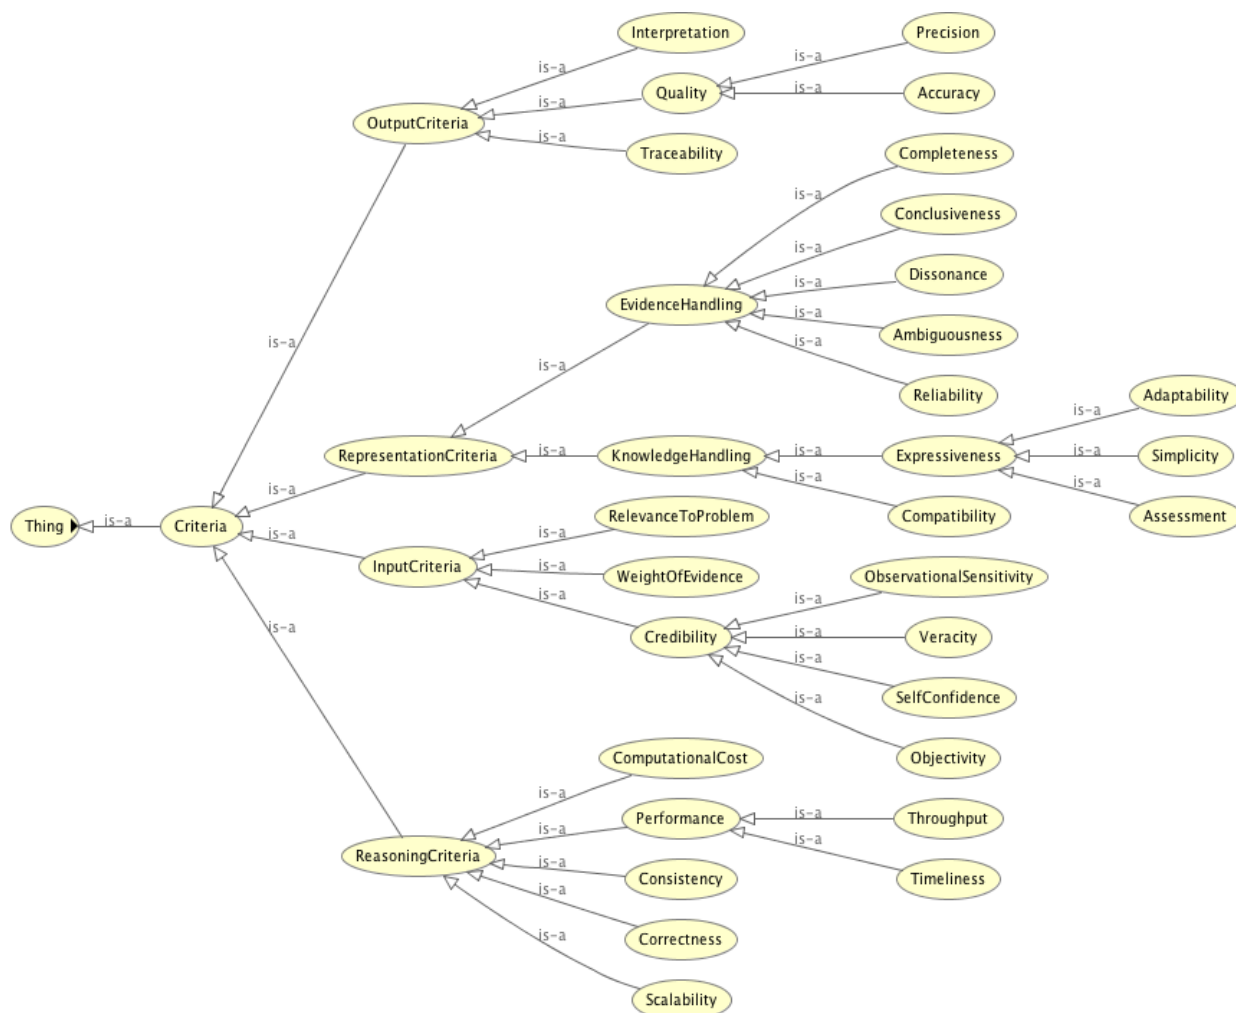 Interpretation
Precision
is-a
is-a
Quality
is-a
is-a
Accuracy
OutputCriteria
is-a
Traceability
Completeness
is-a
Conclusiveness
is-a
Dissonance
is-a
EvidenceHandling
is-a
Ambiguousness
is-a
is-a
is-a
Reliability
Adaptability
is-a
RepresentationCriteria
is-a
KnowledgeHandling
is-a
Expressiveness
is-a
Simplicity
is-a
is-a
is-a
Thing
is-a
Criteria
RelevanceToProblem
Compatibility
Assessment
is-a
is-a
InputCriteria
is-a
WeightOfEvidence
ObservationalSensitivity
is-a
is-a
is-a
Credibility
is-a
Veracity
is-a
SelfConfidence
is-a
Objectivity
ComputationalCost
is-a
Performance
is-a
Throughput
is-a
is-a
ReasoningCriteria
is-a
Consistency
Timeliness
is-a
Correctness
is-a
Scalability